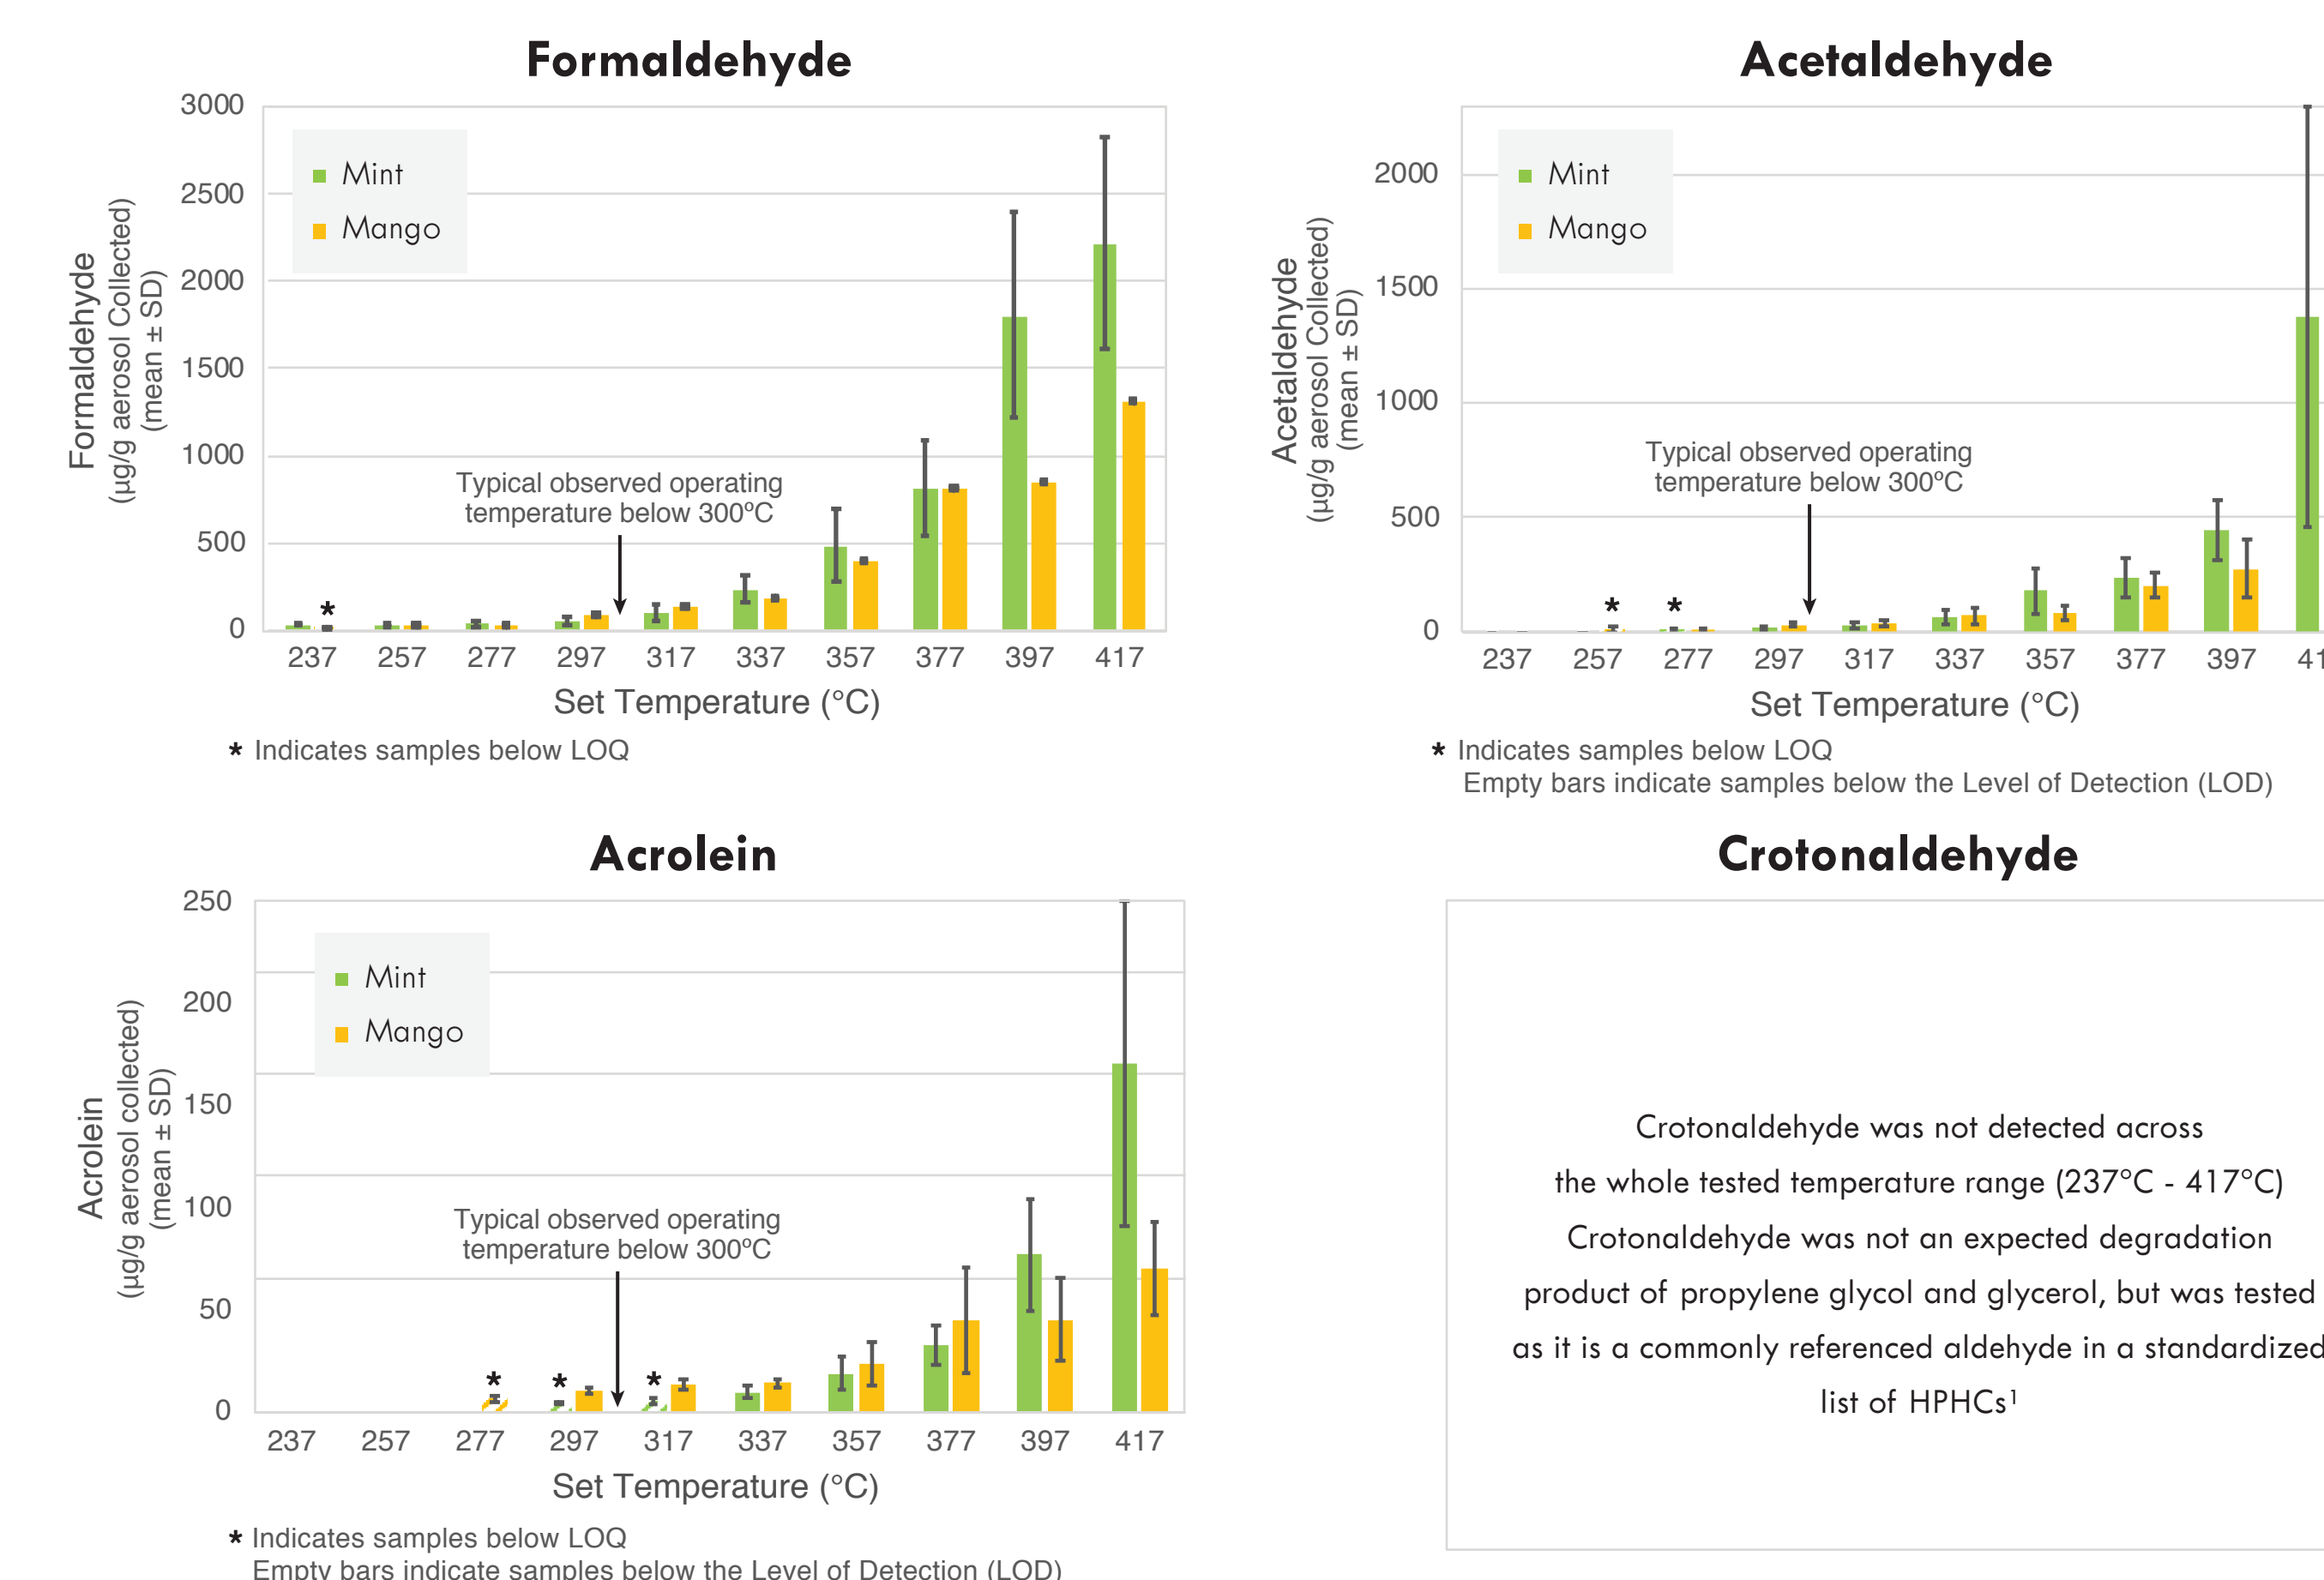 Formaldehyde
3000
2500
2000
1500
1000
500
0
Formaldehyde
(µg/g aerosol Collected)
(mean ± SD)
Mint
Mango
Typical observed operating
temperature below 300ºC
*
237 257 277 297 317 337 357 377 397 417
Set Temperature (°C)
* Indicates samples below LOQ
Acetaldehyde
2000
1500
1000
500
0
Acetaldehyde
(µg/g aerosol Collected)
(mean ± SD)
Mint
Mango
Typical observed operating
temperature below 300ºC
* *
237 257 277 297 317 337 357 377 397 41
Set Temperature (°C)
* Indicates samples below LOQ
Empty bars indicate samples below the Level of Detection (LOD)
Acrolein
250
200
150
100
50
0
Acrolein
(µg/g aerosol collected)
(mean ± SD)
Mint
Mango
Typical observed operating
temperature below 300ºC
* * *
237 257 277 297 317 337 357 377 397 417
Set Temperature (°C)
* Indicates samples below LOQ
Empty bars indicate samples below the Level of Detection (LOD)
Crotonaldehyde
Crotonaldehyde was not detected across
the whole tested temperature range (237°C - 417°C)
Crotonaldehyde was not an expected degradation
product of propylene glycol and glycerol, but was tested
as it is a commonly referenced aldehyde in a standardized
list of HPHCs¹